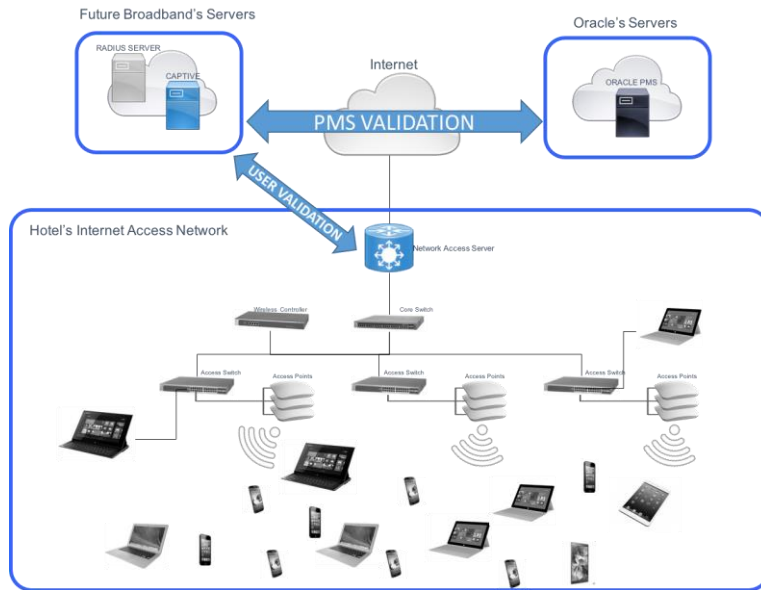 Future Broadband's Servers
Oracle's Servers
RADIUS SERVER
CAPTIVE
Internet
ORACLE PMS
PMS VALIDATION
USER VALIDATION
Hotel's Internet Access Network
Network Access Server
Wireless Controller
Core Switch
Access Switch
Access Points
Access Switch
Access Points
Access Switch
Access Points